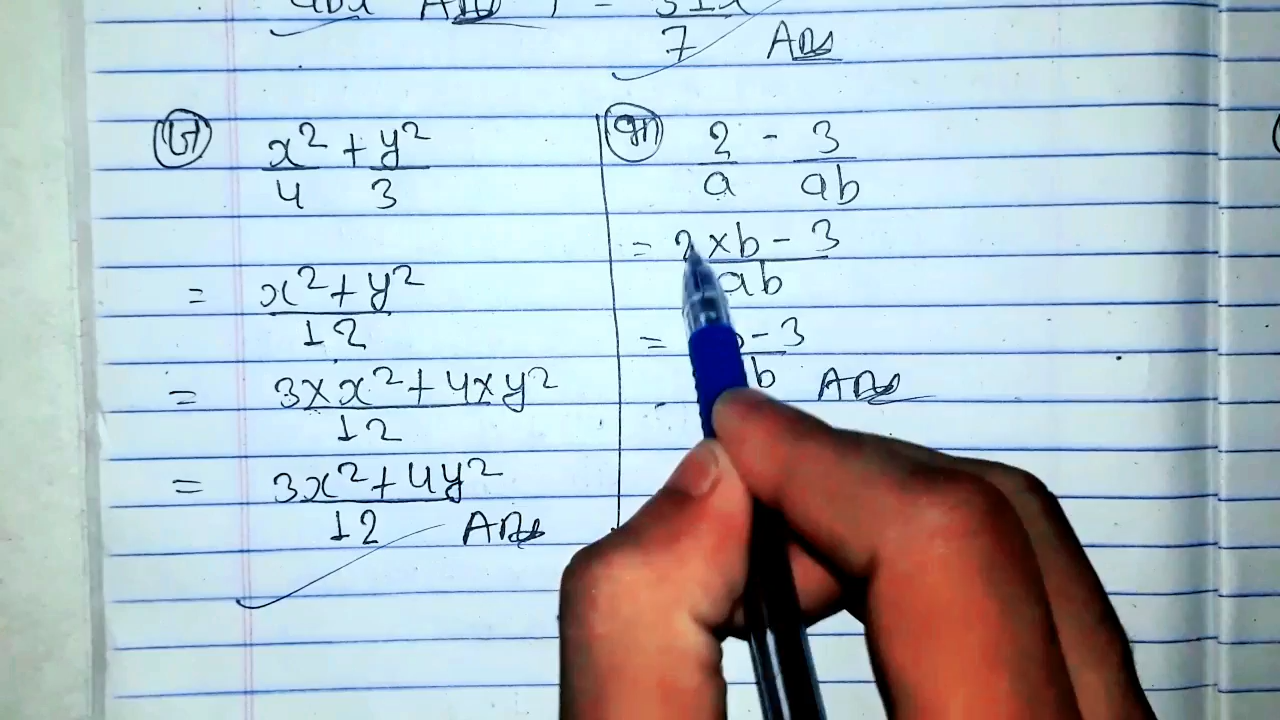 7 Ans
(ज) x²/4 + y²/3
= x² + y² / 12
= 3 × x² + 4 × y² / 12
= 3x² + 4y² / 12 Ans
(झ) 2/a - 3/ab
= 2 × b - 3 / ab
= - 3 / b Ans